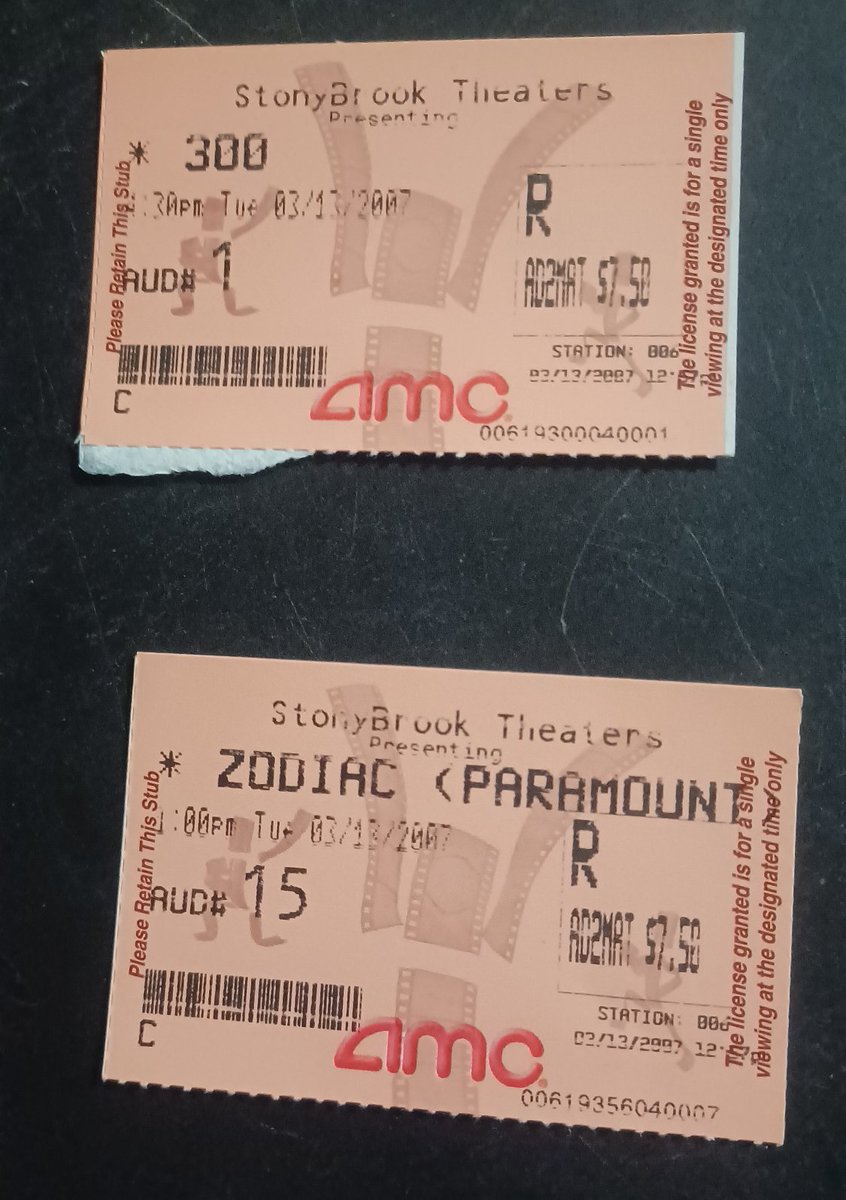 StonyBrook Theaters
Presenting
* 300
:30pm Tue 03/13/2007
AUD# 1
R
AD2MAT $7.50
STATION: 006
03/13/2007
C
amc
00619300040001
Please Retain This Stub
The license granted is for a single
viewing at the designated time only
StonyBrook Theaters
Presenting
* ZODIAC (PARAMOUNT
1:00pm Tue 03/13/2007
AUD# 15
R
AD2MAT $7.50
STATION: 006
03/13/2007
C
amc
00619356040007
Please Retain This Stub
The license granted is for a single
viewing at the designated time only